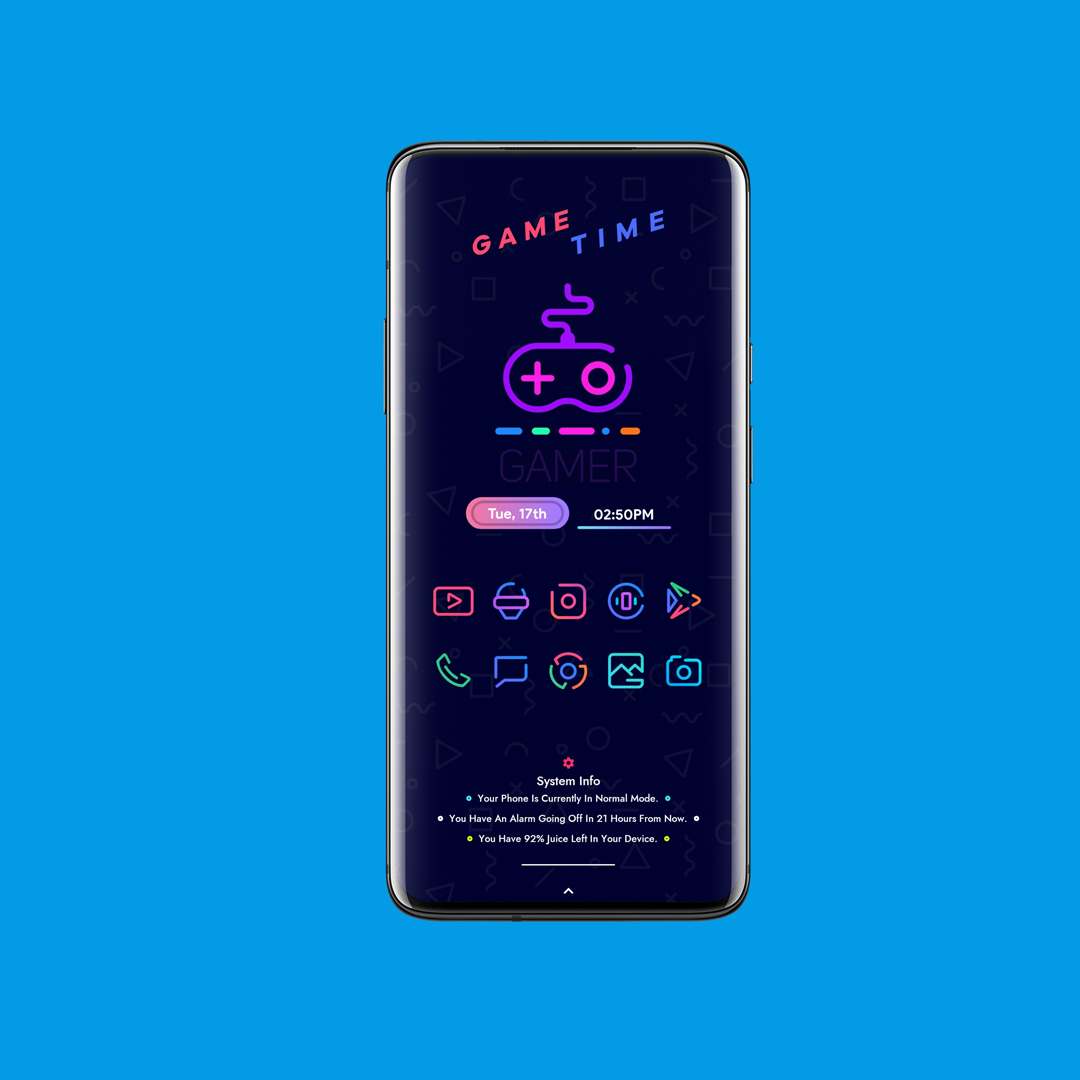 GAME
TIME
GAMER
Tue, 17th
02:50PM
System Info
Your Phone Is Currently In Normal Mode.
You Have An Alarm Going Off In 21 Hours From Now.
You Have 92% Juice Left In Your Device.